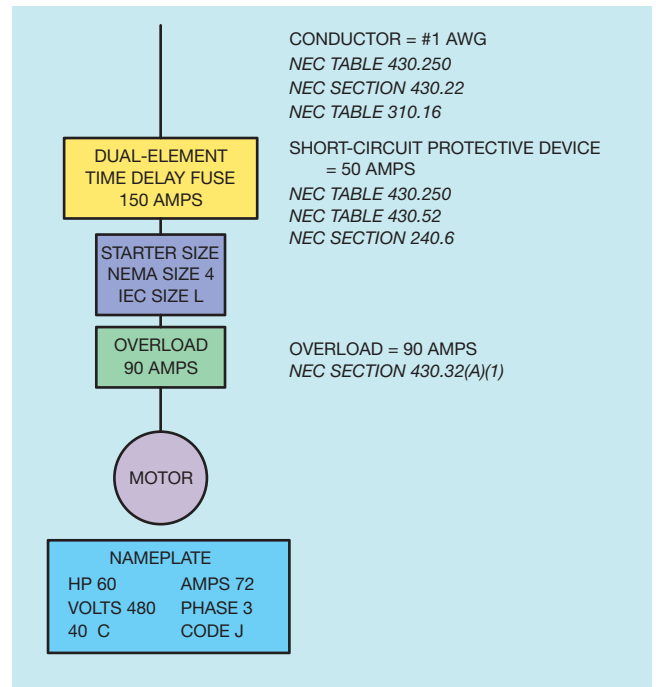 CONDUCTOR = #1 AWG
NEC TABLE 430.250
NEC SECTION 430.22
NEC TABLE 310.16
DUAL-ELEMENT
TIME DELAY FUSE
150 AMPS
SHORT-CIRCUIT PROTECTIVE DEVICE
= 50 AMPS
NEC TABLE 430.250
NEC TABLE 430.52
NEC SECTION 240.6
STARTER SIZE
NEMA SIZE 4
IEC SIZE L
OVERLOAD
90 AMPS
OVERLOAD = 90 AMPS
NEC SECTION 430.32(A)(1)
MOTOR
NAMEPLATE
HP 60 AMPS 72
VOLTS 480 PHASE 3
40 C CODE J